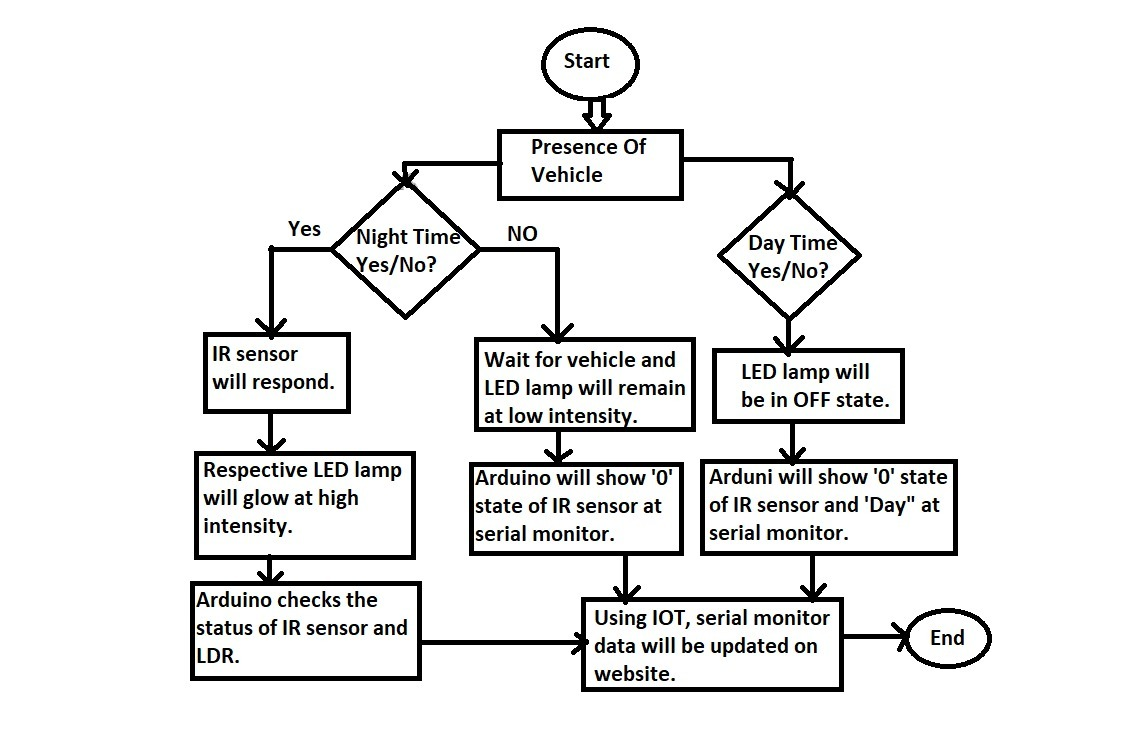 Start
Presence Of
Vehicle
Yes
Night Time
Yes/No?
NO
Day Time
Yes/No?
IR sensor
will respond.
Wait for vehicle and
LED lamp will remain
at low intensity.
LED lamp will
be in OFF state.
Respective LED lamp
will glow at high
intensity.
Arduino will show '0'
state of IR sensor at
serial monitor.
Arduni will show '0' state
of IR sensor and 'Day" at
serial monitor.
Arduino checks the
status of IR sensor and
LDR.
Using IOT, serial monitor
data will be updated on
website.
End